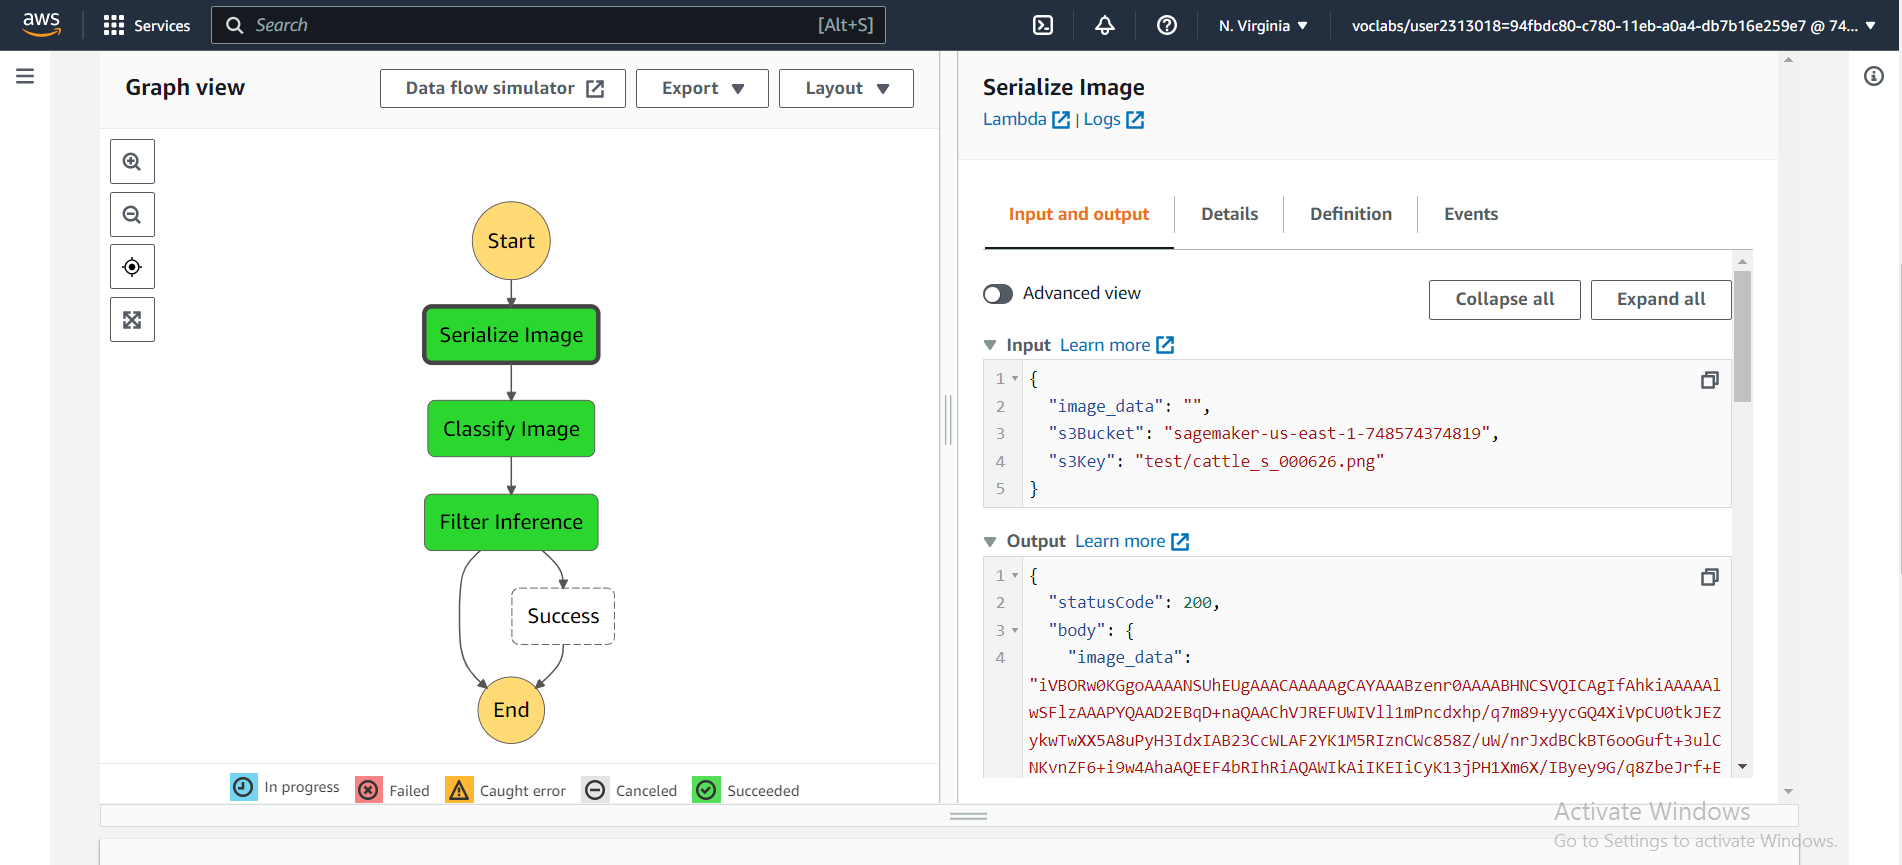 aws
Services
Search
[Alt+S]
N. Virginia ▼
voclabs/user2313018=94fbdc80-c780-11eb-a0a4-db7b16e259e7 @ 74... ▼
Graph view
Data flow simulator
Export ▼
Layout ▼
Start
Serialize Image
Classify Image
Filter Inference
Success
End
In progress
Failed
Caught error
Canceled
Succeeded
Serialize Image
Lambda | Logs
Input and output
Details
Definition
Events
Advanced view
Collapse all
Expand all
▼ Input Learn more
1 {
2 "image_data": "",
3 "s3Bucket": "sagemaker-us-east-1-748574374819",
4 "s3Key": "test/cattle_s_000626.png"
5 }
▼ Output Learn more
1 {
2 "statusCode": 200,
3 "body": {
4 "image_data":
"iVBORw0KGgoAAAANSUhEUgAAACAAAAAgCAYAAABzenr0AAAABHNCSVQICAgIfAhkiAAAAAl
wSFlzAAAPYQAAD2EBqD+naQAAChVJREFUWIVll1mPncdxhp/q7m89+yycGQ4XiVpCU0tkJEZ
ykwTwXX5A8uPyH3IdxIAB23CcWLAF2YK1M5RIznCWc858Z/uW/nrJxdBCkBT6ooGuft+3ulC
NKvnZF6+i9w4AhaAQEEF4bRIhRiAQAWIkAiIKEIiCyK13jPH1Xm6X/IByey9G/q8ZbeJrf+E
Activate Windows
Go to Settings to activate Windows.